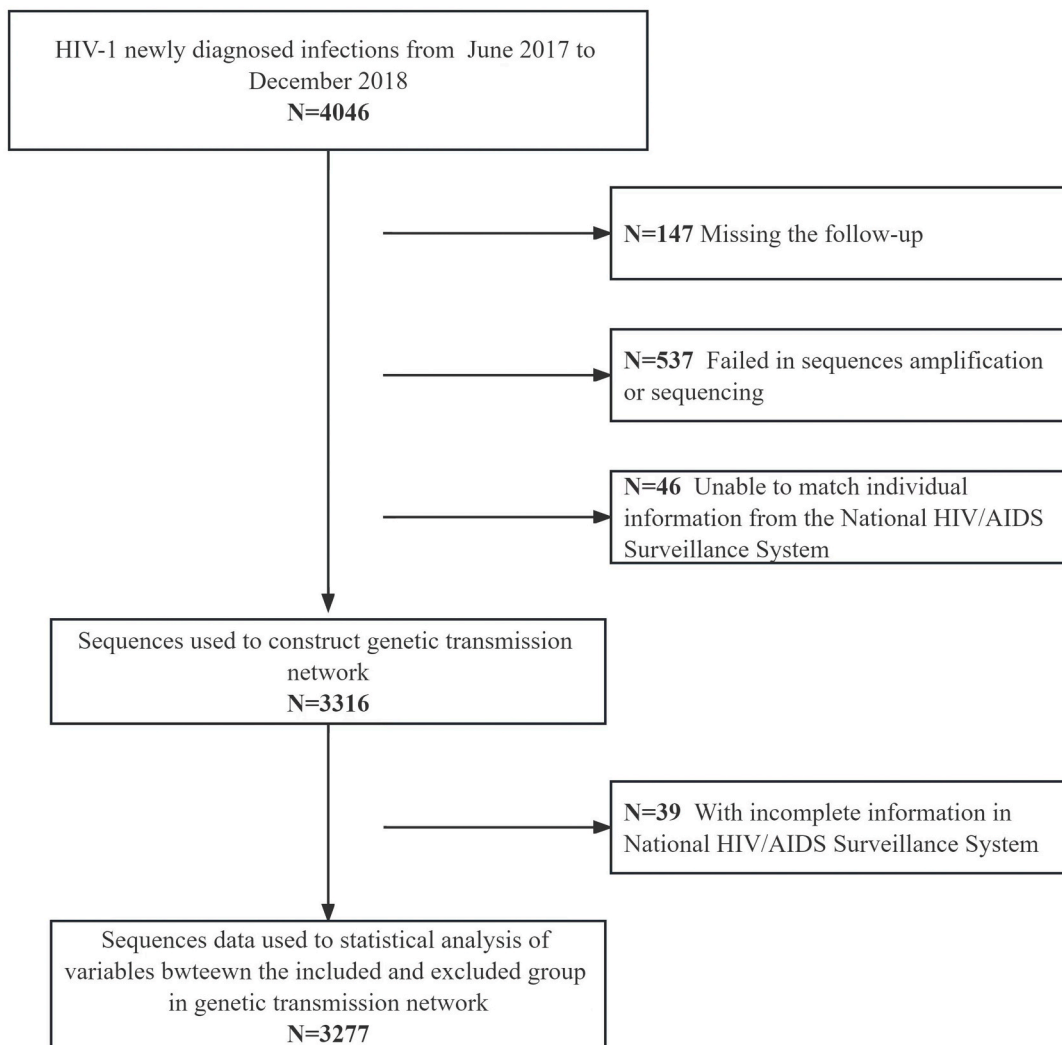 HIV-1 newly diagnosed infections from June 2017 to
December 2018
N=4046
N=147 Missing the follow-up
N=537 Failed in sequences amplification
or sequencing
N=46 Unable to match individual
information from the National HIV/AIDS
Surveillance System
Sequences used to construct genetic transmission
network
N=3316
N=39 With incomplete information in
National HIV/AIDS Surveillance System
Sequences data used to statistical analysis of
variables bwteewn the included and excluded group
in genetic transmission network
N=3277